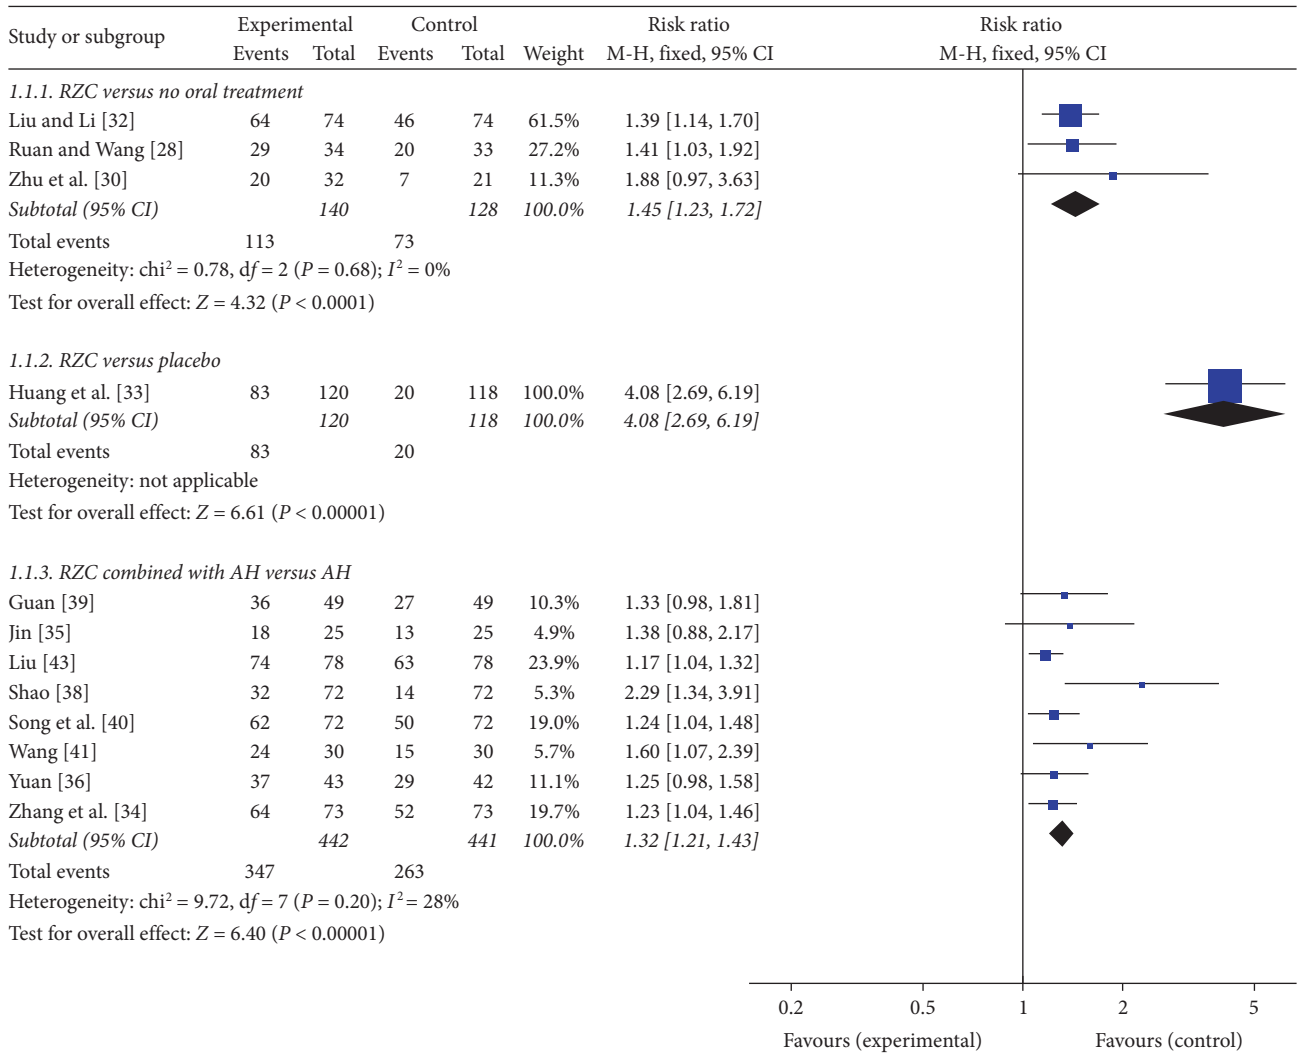 Study or subgroup Experimental Control Weight Risk ratio Risk ratio
Events Total Events Total M-H, fixed, 95% CI M-H, fixed, 95% CI
1.1.1. RZC versus no oral treatment
Liu and Li [32] 64 74 46 74 61.5% 1.39 [1.14, 1.70]
Ruan and Wang [28] 29 34 20 33 27.2% 1.41 [1.03, 1.92]
Zhu et al. [30] 20 32 7 21 11.3% 1.88 [0.97, 3.63]
Subtotal (95% CI) 140 128 100.0% 1.45 [1.23, 1.72]
Total events 113 73
Heterogeneity: chi² = 0.78, df = 2 (P = 0.68); I² = 0%
Test for overall effect: Z = 4.32 (P < 0.0001)
1.1.2. RZC versus placebo
Huang et al. [33] 83 120 20 118 100.0% 4.08 [2.69, 6.19]
Subtotal (95% CI) 120 118 100.0% 4.08 [2.69, 6.19]
Total events 83 20
Heterogeneity: not applicable
Test for overall effect: Z = 6.61 (P < 0.00001)
1.1.3. RZC combined with AH versus AH
Guan [39] 36 49 27 49 10.3% 1.33 [0.98, 1.81]
Jin [35] 18 25 13 25 4.9% 1.38 [0.88, 2.17]
Liu [43] 74 78 63 78 23.9% 1.17 [1.04, 1.32]
Shao [38] 32 72 14 72 5.3% 2.29 [1.34, 3.91]
Song et al. [40] 62 72 50 72 19.0% 1.24 [1.04, 1.48]
Wang [41] 24 30 15 30 5.7% 1.60 [1.07, 2.39]
Yuan [36] 37 43 29 42 11.1% 1.25 [0.98, 1.58]
Zhang et al. [34] 64 73 52 73 19.7% 1.23 [1.04, 1.46]
Subtotal (95% CI) 442 441 100.0% 1.32 [1.21, 1.43]
Total events 347 263
Heterogeneity: chi² = 9.72, df = 7 (P = 0.20); I² = 28%
Test for overall effect: Z = 6.40 (P < 0.00001)
0.2 0.5 1 2 5
Favours (experimental) Favours (control)